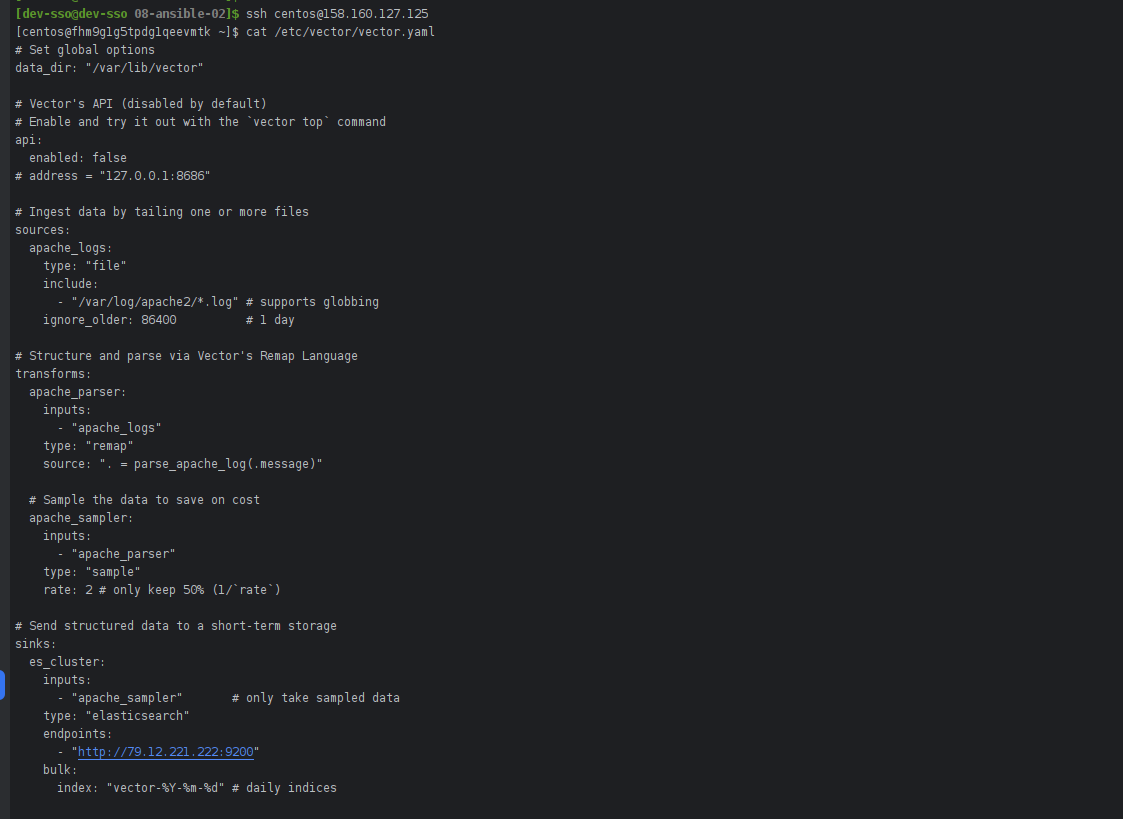 [dev-sso@dev-sso 08-ansible-02]$ ssh centos@158.160.127.125
[centos@fhm9g1g5tpdg1qeevmtk ~]$ cat /etc/vector/vector.yaml
# Set global options
data_dir: "/var/lib/vector"

# Vector's API (disabled by default)
# Enable and try it out with the `vector top` command
api:
  enabled: false
# address = "127.0.0.1:8686"

# Ingest data by tailing one or more files
sources:
  apache_logs:
    type: "file"
    include:
      - "/var/log/apache2/*.log" # supports globbing
    ignore_older: 86400          # 1 day

# Structure and parse via Vector's Remap Language
transforms:
  apache_parser:
    inputs:
      - "apache_logs"
    type: "remap"
    source: ". = parse_apache_log(.message)"

  # Sample the data to save on cost
  apache_sampler:
    inputs:
      - "apache_parser"
    type: "sample"
    rate: 2 # only keep 50% (1/`rate`)

# Send structured data to a short-term storage
sinks:
  es_cluster:
    inputs:
      - "apache_sampler"       # only take sampled data
    type: "elasticsearch"
    endpoints:
      - "http://79.12.221.222:9200"
    bulk:
      index: "vector-%Y-%m-%d" # daily indices